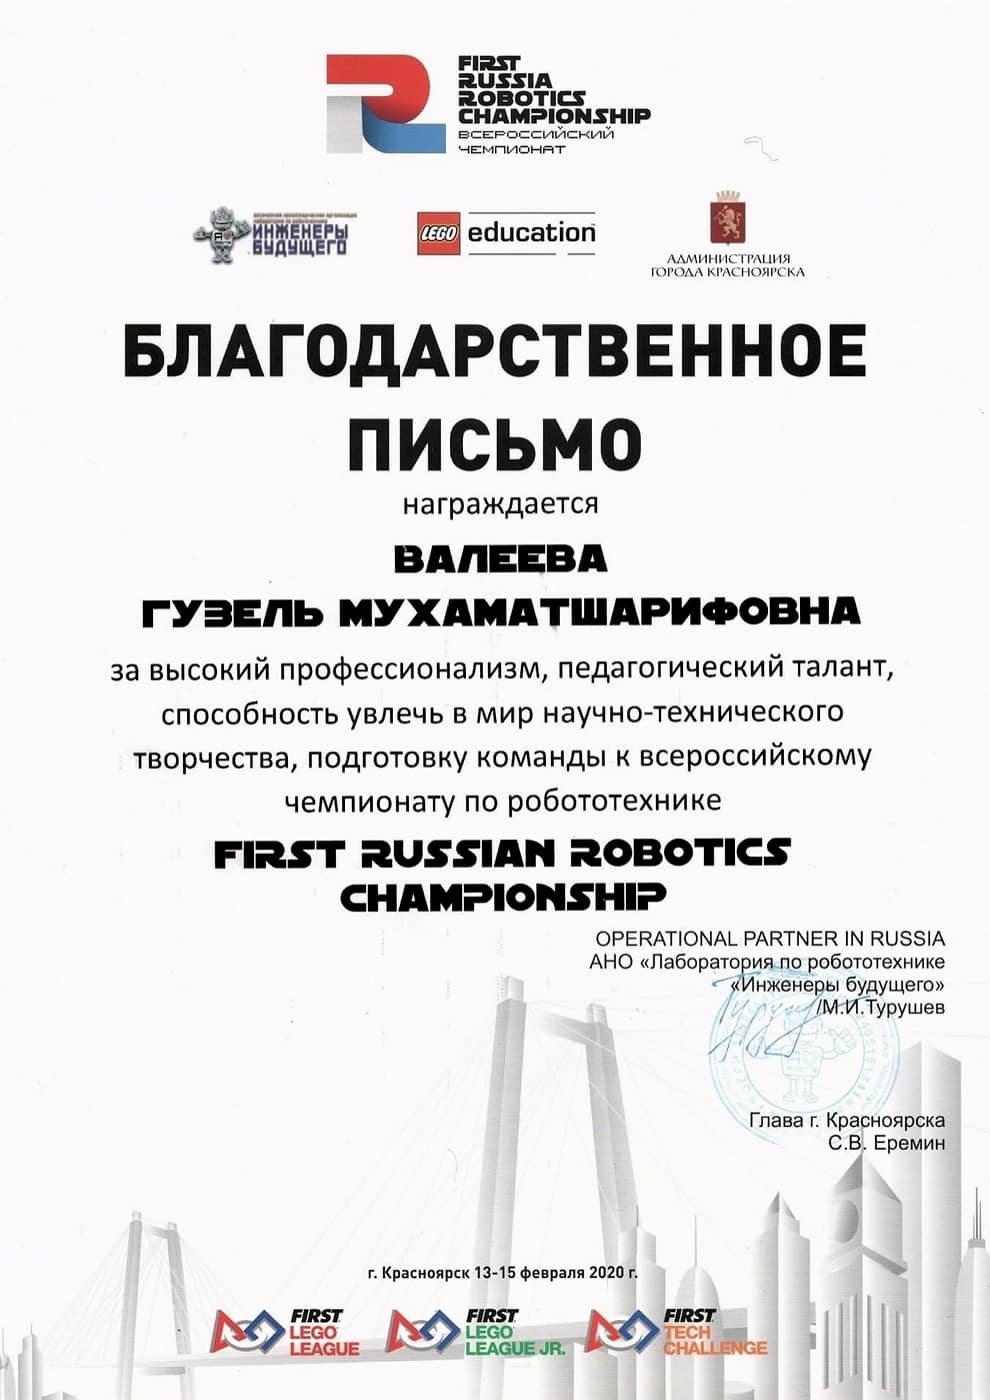 FIRST
RUSSIA
ROBOTICS
CHAMPIONSHIP
ВСЕРОССИЙСКИЙ
ЧЕМПИОНАТ
ИНЖЕНЕРЫ
БУДУЩЕГО
LEGO education
АДМИНИСТРАЦИЯ
ГОРОДА КРАСНОЯРСКА
БЛАГОДАРСТВЕННОЕ
ПИСЬМО
награждается
ВАЛЕЕВА
ГУЗЕЛЬ МУХАМАТШАРИФОВНА
за высокий профессионализм, педагогический талант,
способность увлечь в мир научно-технического
творчества, подготовку команды к всероссийскому
чемпионату по робототехнике
FIRST RUSSIAN ROBOTICS
CHAMPIONSHIP
OPERATIONAL PARTNER IN RUSSIA
АНО «Лаборатория по робототехнике
«Инженеры будущего»
/М.И.Турушев
Глава г. Красноярска
С.В. Еремин
г. Красноярск 13-15 февраля 2020 г.
FIRST
LEGO
LEAGUE
FIRST
LEGO
LEAGUE JR.
FIRST
TECH
CHALLENGE